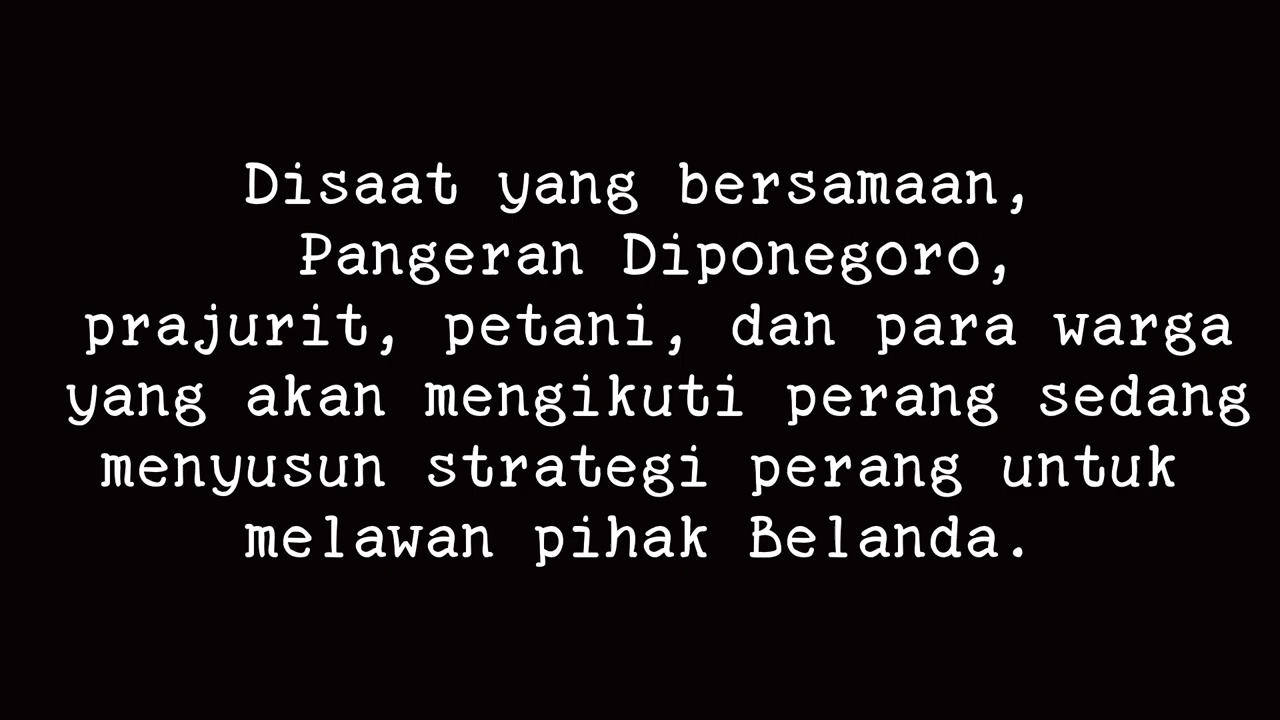 Disaat yang bersamaan,
Pangeran Diponegoro,
prajurit, petani, dan para warga
yang akan mengikuti perang sedang
menyusun strategi perang untuk
melawan pihak Belanda.